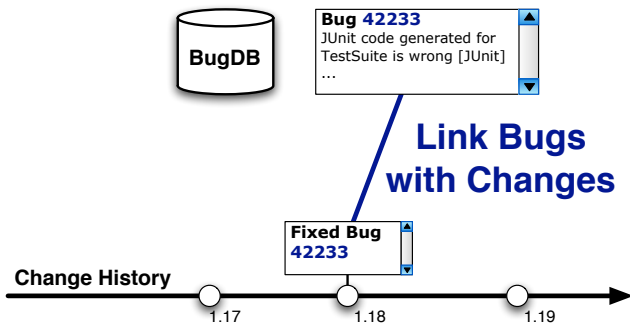 BugDB
Bug 42233
JUnit code generated for
TestSuite is wrong [JUnit]
...
Link Bugs
with Changes
Fixed Bug
42233
Change History
1.17
1.18
1.19